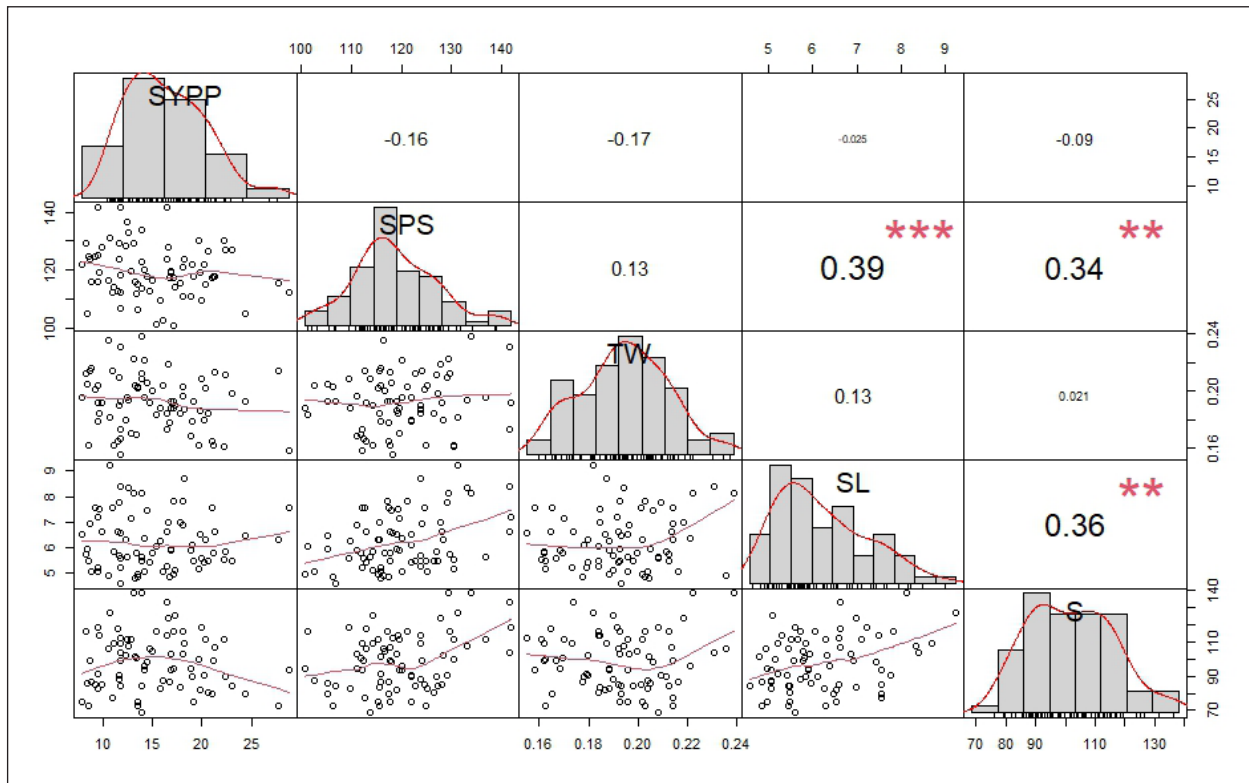 100 110 120 130 140 5 6 7 8 9
SYPP -0.16 -0.17 -0.025 -0.09 10 15 20 25
100 120 140 SPS 0.13 0.39 *** 0.34 **
TW 0.13 0.021 0.16 0.20 0.24
5 6 7 8 9 SL 0.36 **
S 70 90 110 140
10 15 20 25 0.16 0.18 0.20 0.22 0.24 70 80 90 110 130